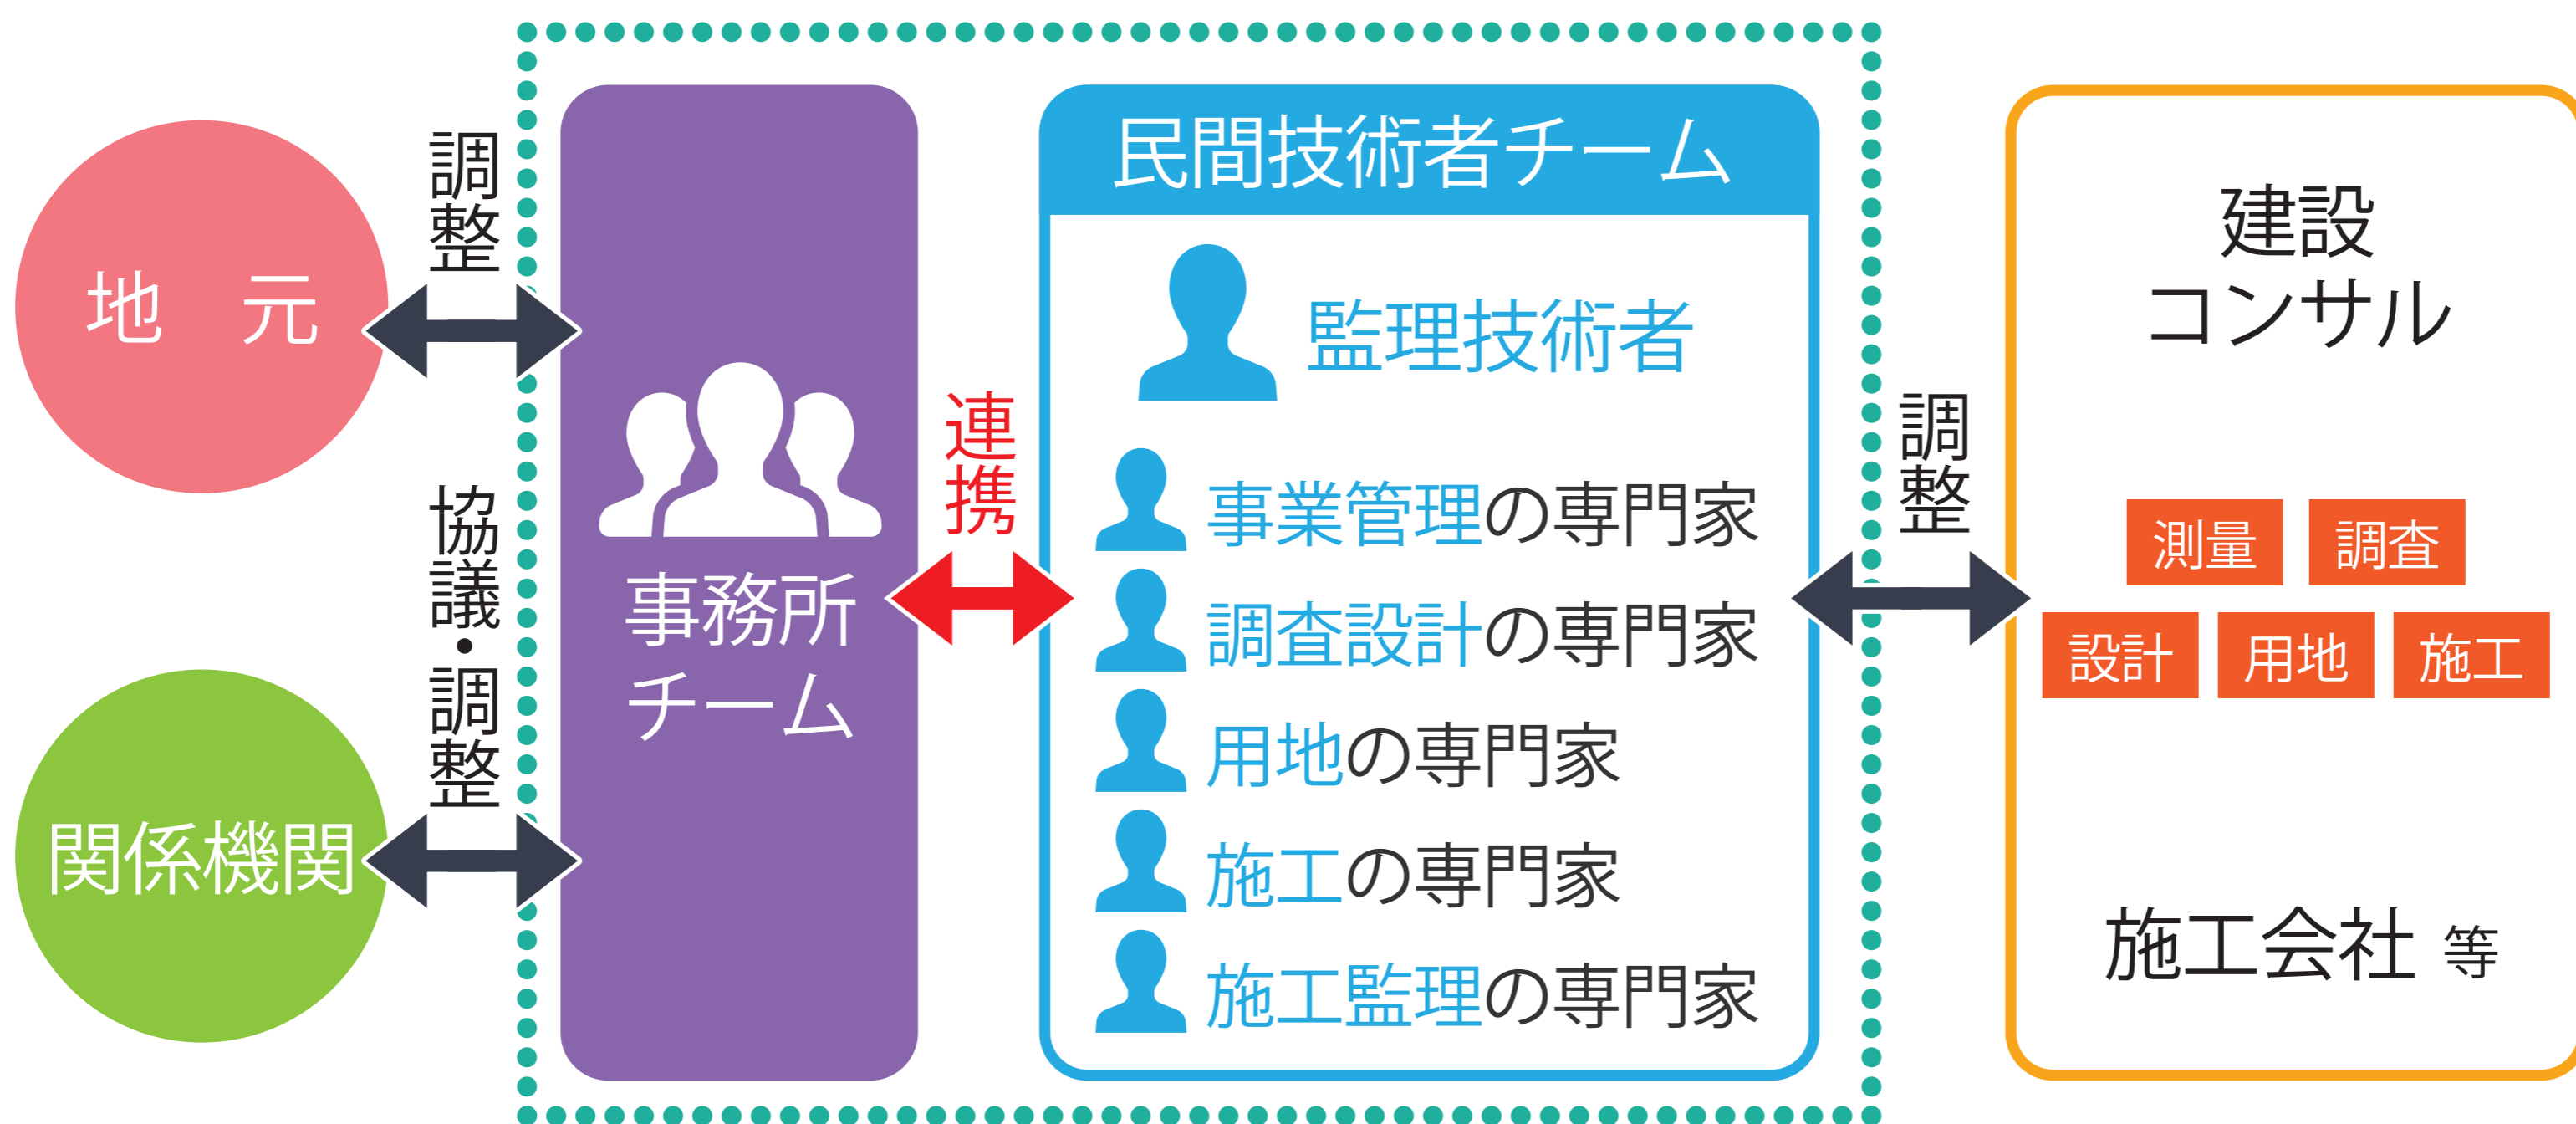 地　元
調整
協議・調整
関係機関
事務所
チーム
連携
民間技術者チーム
監理技術者
事業管理の専門家
調査設計の専門家
用地の専門家
施工の専門家
施工監理の専門家
調整
建設
コンサル
測量 調査
設計 用地 施工
施工会社 等